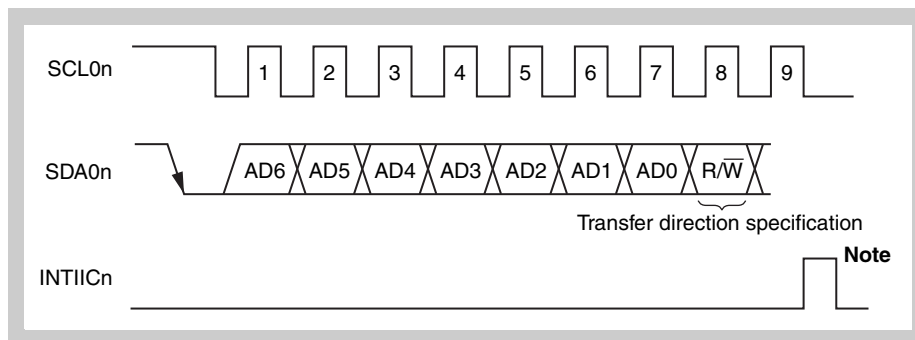 SCL0n 1 2 3 4 5 6 7 8 9
SDA0n AD6 AD5 AD4 AD3 AD2 AD1 AD0 R/W̅
Transfer direction specification
Note
INTIICn